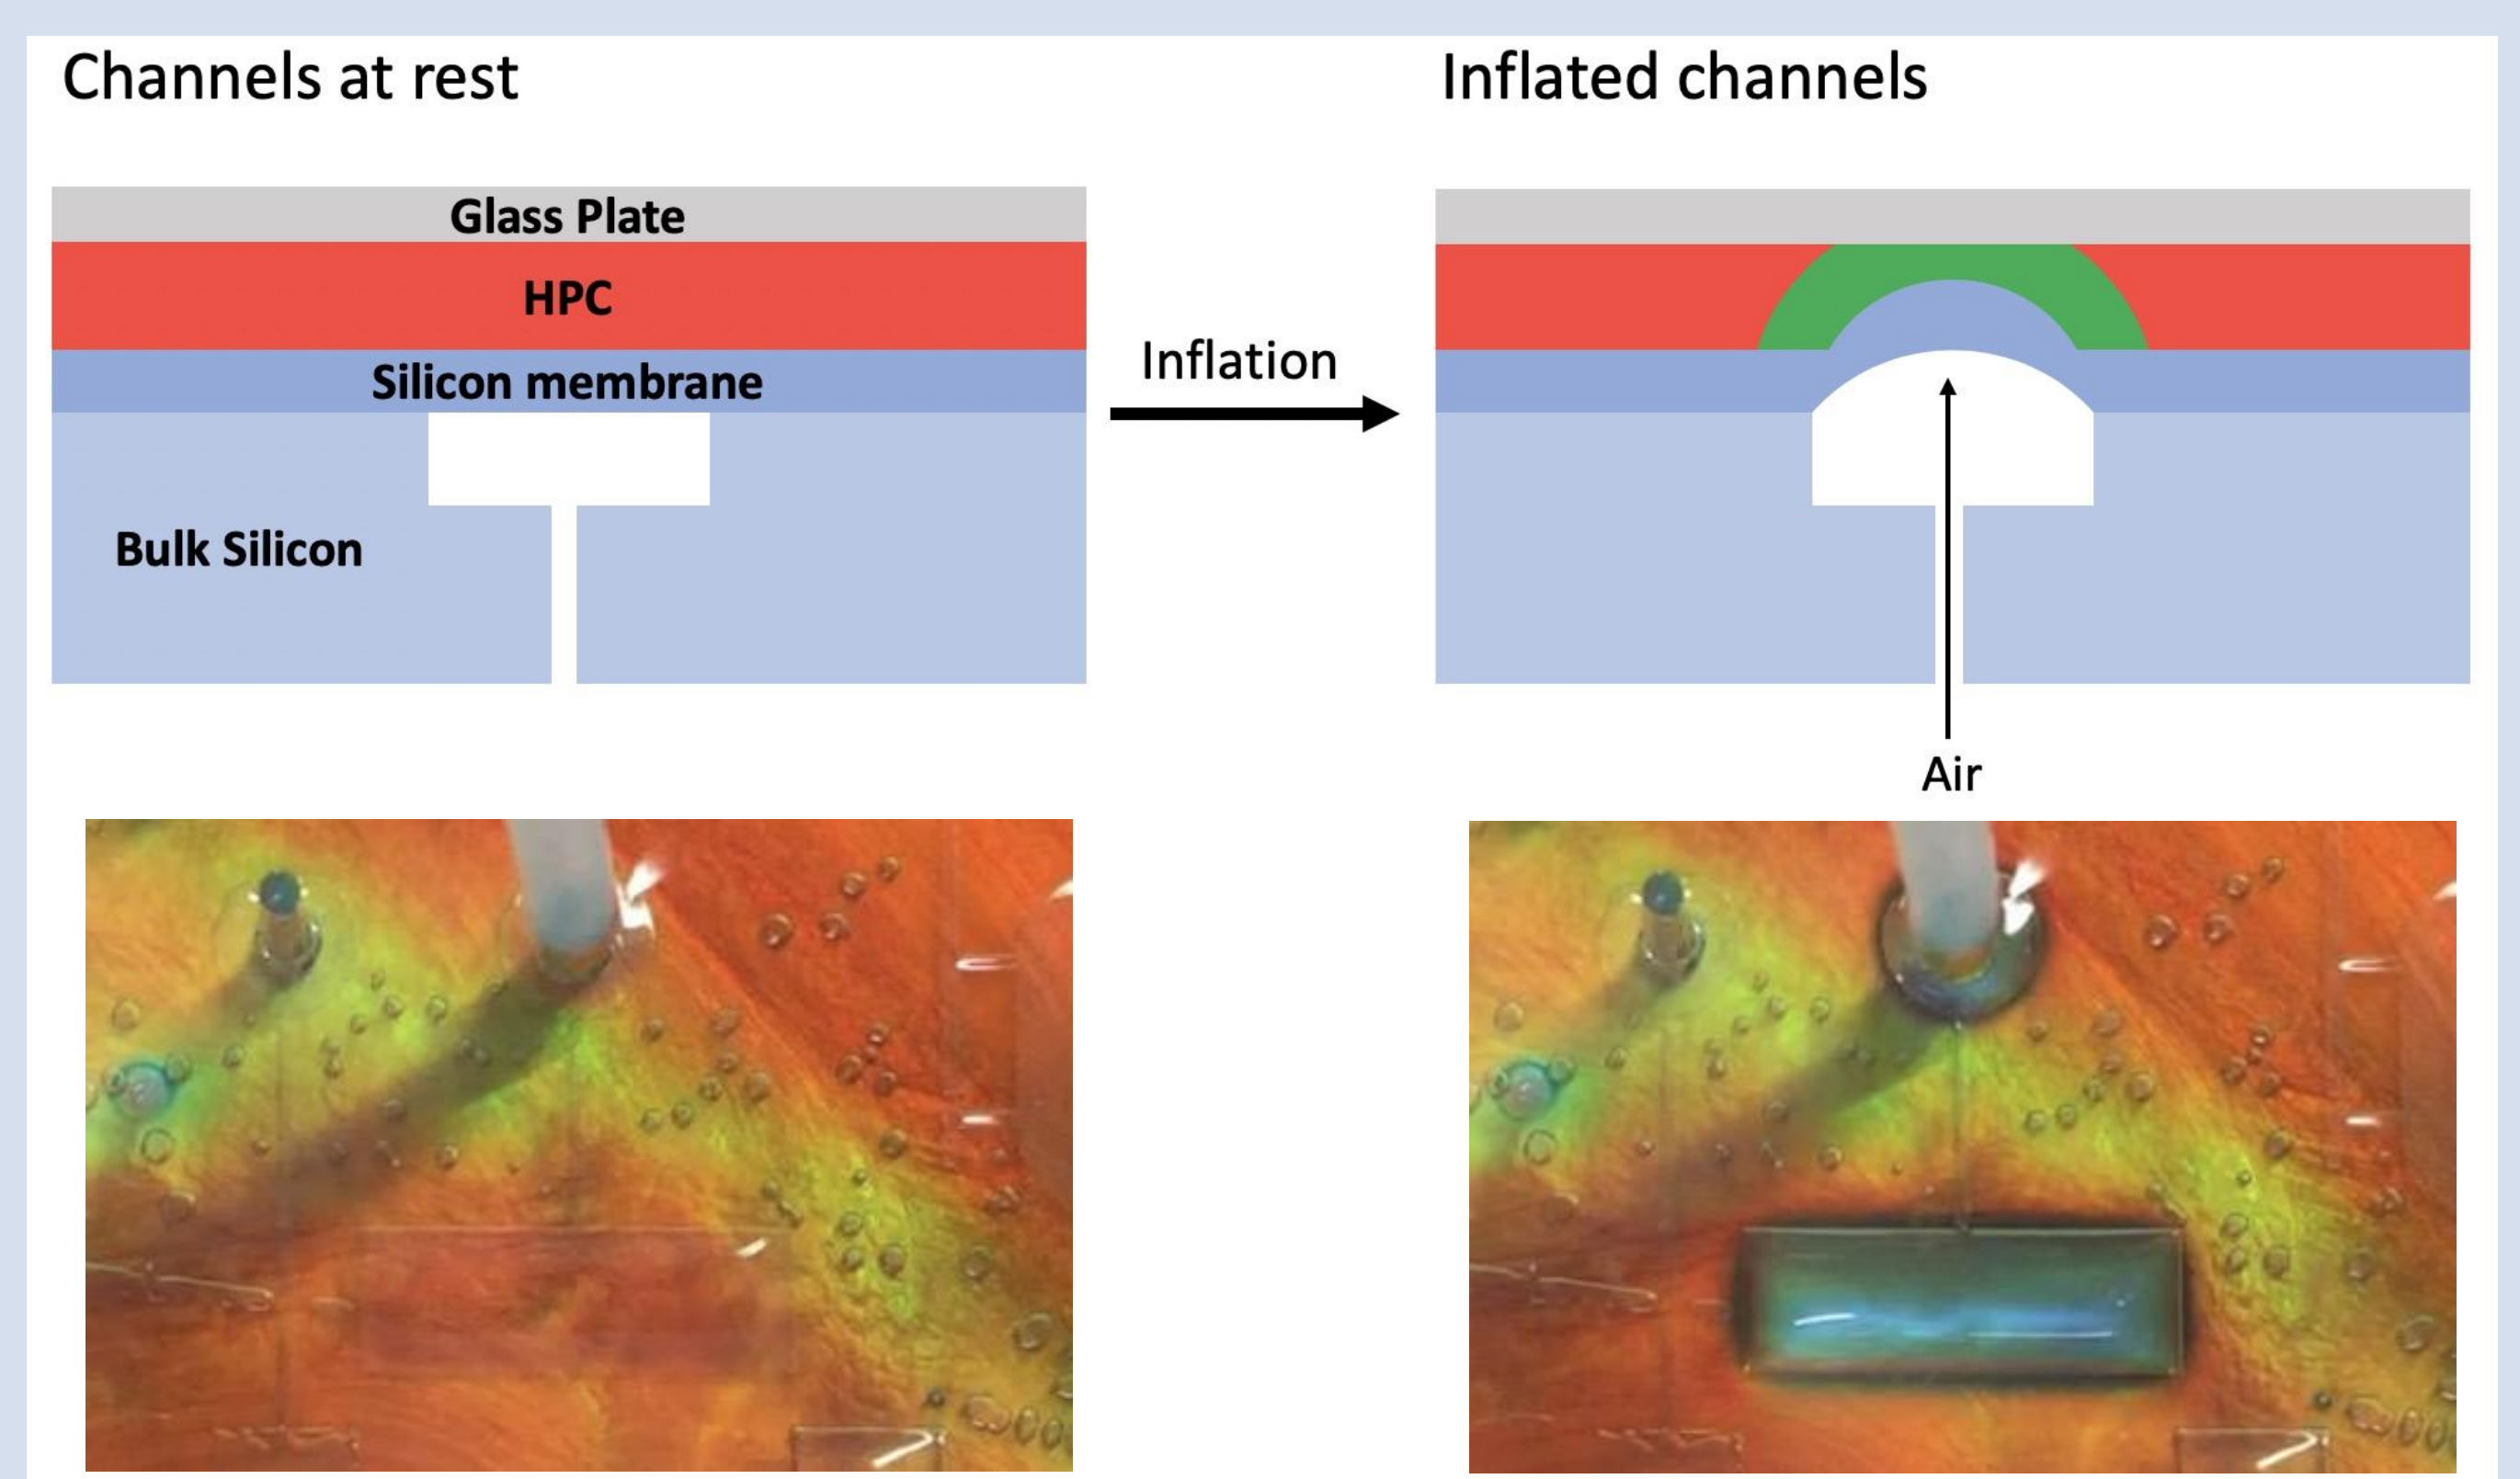 Channels at rest
Inflated channels
Glass Plate
HPC
Silicon membrane
Bulk Silicon
Inflation
Air